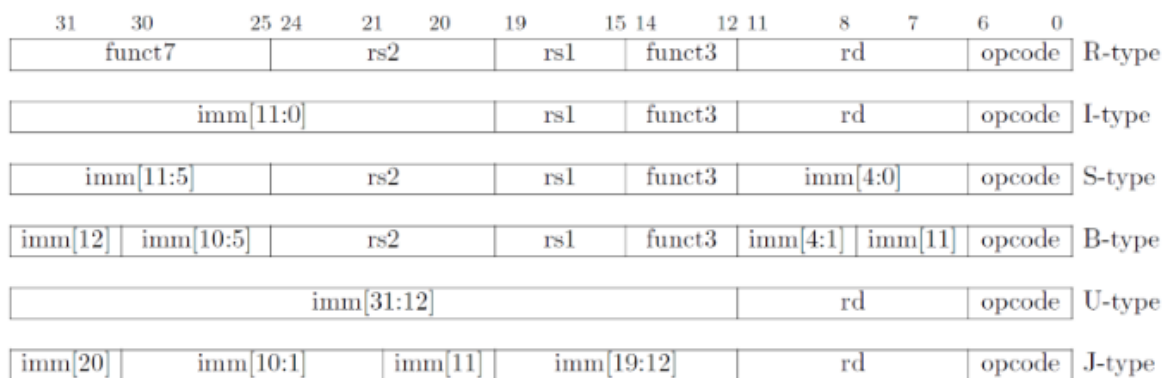 31 30 25 24 21 20 19 15 14 12 11 8 7 6 0
funct7 rs2 rs1 funct3 rd opcode R-type
imm[11:0] rs1 funct3 rd opcode I-type
imm[11:5] rs2 rs1 funct3 imm[4:0] opcode S-type
imm[12] imm[10:5] rs2 rs1 funct3 imm[4:1] imm[11] opcode B-type
imm[31:12] rd opcode U-type
imm[20] imm[10:1] imm[11] imm[19:12] rd opcode J-type